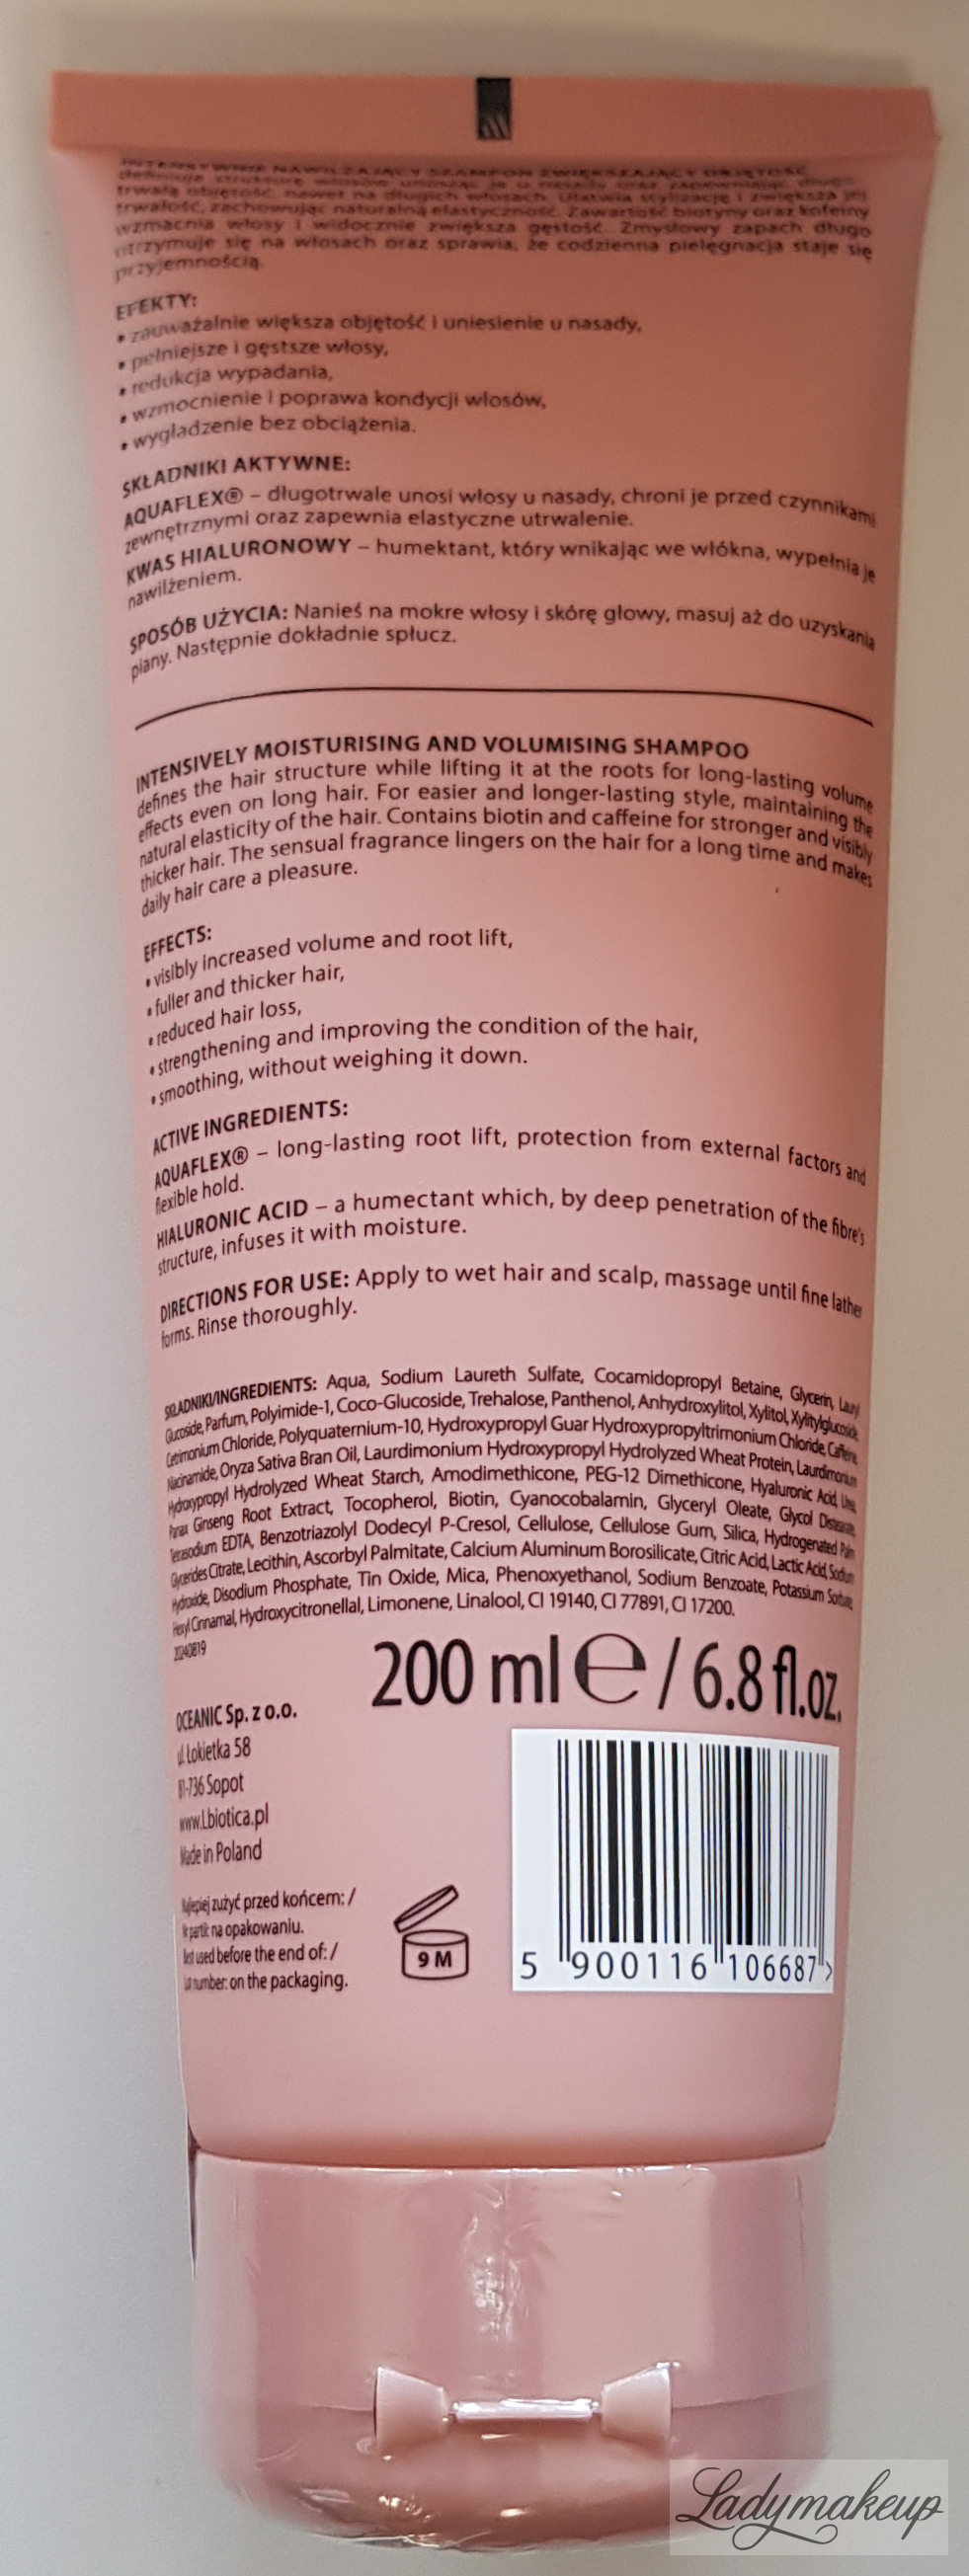 INTENSYWNIE NAWILŻAJĄCY SZAMPON ZWIĘKSZAJĄCY OBJĘTOŚĆ
definiuje strukturę włosów unosząc je u nasady oraz zapewniając długo
trwałą objętość, nawet na długich włosach. Ułatwia stylizację i zwiększa jej
trwałość, zachowując naturalną elastyczność. Zawartość biotyny oraz kofeiny
wzmacnia włosy i widocznie zwiększa gęstość. Zmysłowy zapach długo
utrzymuje się na włosach oraz sprawia, że codzienna pielęgnacja staje się
przyjemnością.
EFEKTY:
• zauważalnie większa objętość i uniesienie u nasady,
• pełniejsze i gęstsze włosy,
• redukcja wypadania,
• wzmocnienie i poprawa kondycji włosów,
• wygładzenie bez obciążenia.
SKŁADNIKI AKTYWNE:
AQUAFLEX® – długotrwale unosi włosy u nasady, chroni je przed czynnikami
zewnętrznymi oraz zapewnia elastyczne utrwalenie.
KWAS HIALURONOWY – humektant, który wnikając we włókna, wypełnia je
nawilżeniem.
SPOSÓB UŻYCIA: Nanieś na mokre włosy i skórę głowy, masuj aż do uzyskania
piany. Następnie dokładnie spłucz.
INTENSIVELY MOISTURISING AND VOLUMISING SHAMPOO
defines the hair structure while lifting it at the roots for long-lasting volume
effects even on long hair. For easier and longer-lasting style, maintaining the
natural elasticity of the hair. Contains biotin and caffeine for stronger and visibly
thicker hair. The sensual fragrance lingers on the hair for a long time and makes
daily hair care a pleasure.
EFFECTS:
• visibly increased volume and root lift,
• fuller and thicker hair,
• reduced hair loss,
• strengthening and improving the condition of the hair,
• smoothing, without weighing it down.
ACTIVE INGREDIENTS:
AQUAFLEX® – long-lasting root lift, protection from external factors and
flexible hold.
HIALURONIC ACID – a humectant which, by deep penetration of the fibre's
structure, infuses it with moisture.
DIRECTIONS FOR USE: Apply to wet hair and scalp, massage until fine lather
forms. Rinse thoroughly.
SKŁADNIKI/INGREDIENTS: Aqua, Sodium Laureth Sulfate, Cocamidopropyl Betaine, Glycerin, Lauryl
Glucoside, Parfum, Polyimide-1, Coco-Glucoside, Trehalose, Panthenol, Anhydroxylitol, Xylitol, Xylitylglucoside,
Cetrimonium Chloride, Polyquaternium-10, Hydroxypropyl Guar Hydroxypropyltrimonium Chloride, Caffeine,
Niacinamide, Oryza Sativa Bran Oil, Laurdimonium Hydroxypropyl Hydrolyzed Wheat Protein, Laurdimonium
Hydroxypropyl Hydrolyzed Wheat Starch, Amodimethicone, PEG-12 Dimethicone, Hyaluronic Acid, Urea,
Panax Ginseng Root Extract, Tocopherol, Biotin, Cyanocobalamin, Glyceryl Oleate, Glycol Distearate,
Tetrasodium EDTA, Benzotriazolyl Dodecyl P-Cresol, Cellulose, Cellulose Gum, Silica, Hydrogenated Palm
Glycerides Citrate, Lecithin, Ascorbyl Palmitate, Calcium Aluminum Borosilicate, Citric Acid, Lactic Acid, Sodium
Hydroxide, Disodium Phosphate, Tin Oxide, Mica, Phenoxyethanol, Sodium Benzoate, Potassium Sorbate,
Hexyl Cinnamal, Hydroxycitronellal, Limonene, Linalool, CI 19140, CI 77891, CI 17200.
20240819
200 ml e / 6.8 fl.oz.
OCEANIC Sp. z o.o.
ul. Łokietka 58
81-736 Sopot
www.Lbiotica.pl
Made in Poland
Najlepiej zużyć przed końcem: /
Nr partii: na opakowaniu.
Best used before the end of: /
Lot number: on the packaging.
9 M
5 900116 106687 >
Ladymakeup